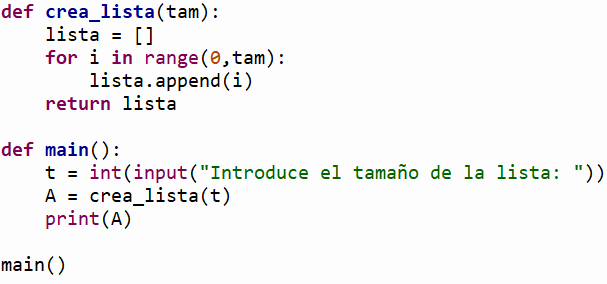 def crea_lista(tam):
    lista = []
    for i in range(0,tam):
        lista.append(i)
    return lista
def main():
    t = int(input("Introduce el tamaño de la lista: "))
    A = crea_lista(t)
    print(A)
main()